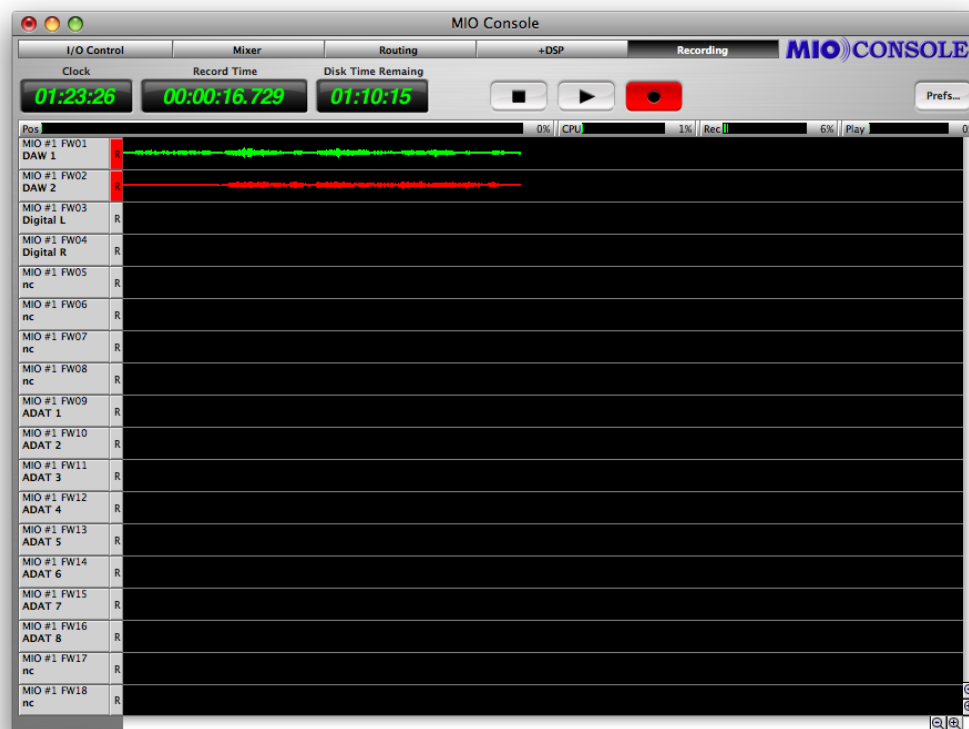 MIO Console
I/O Control Mixer Routing +DSP Recording MIO CONSOLE
Clock Record Time Disk Time Remaing
01:23:26 00:00:16.729 01:10:15 Prefs...
Pos 0% CPU 1% Rec 6% Play
MIO #1 FW01
DAW 1 R
MIO #1 FW02
DAW 2 R
MIO #1 FW03
Digital L R
MIO #1 FW04
Digital R R
MIO #1 FW05
nc R
MIO #1 FW06
nc R
MIO #1 FW07
nc R
MIO #1 FW08
nc R
MIO #1 FW09
ADAT 1 R
MIO #1 FW10
ADAT 2 R
MIO #1 FW11
ADAT 3 R
MIO #1 FW12
ADAT 4 R
MIO #1 FW13
ADAT 5 R
MIO #1 FW14
ADAT 6 R
MIO #1 FW15
ADAT 7 R
MIO #1 FW16
ADAT 8 R
MIO #1 FW17
nc R
MIO #1 FW18
nc R